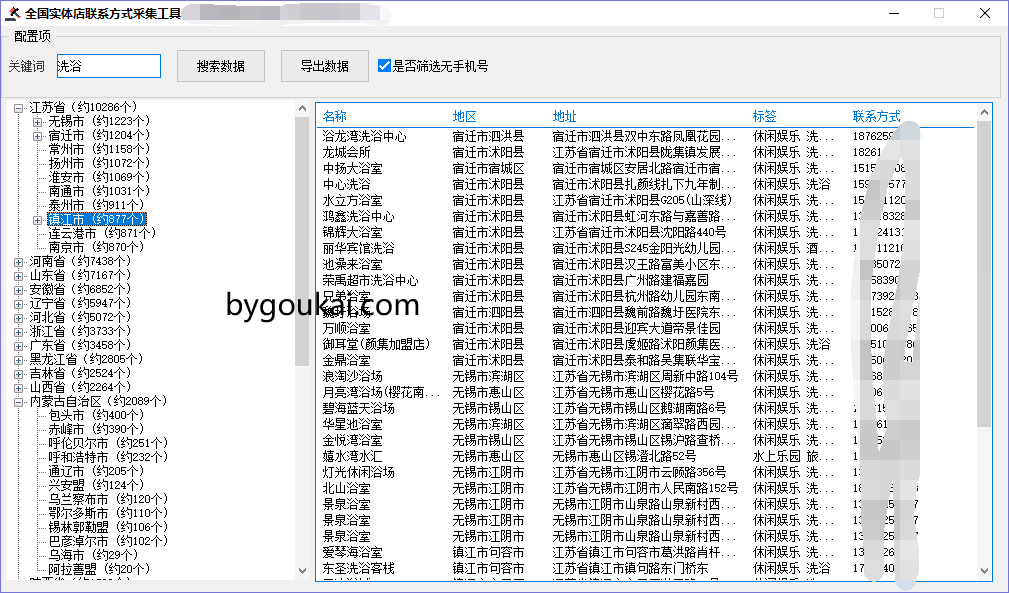 全国实体店联系方式采集工具
配置项
关键词 洗浴 搜索数据 导出数据 是否筛选无手机号
江苏省 (约10286个)
无锡市 (约1223个)
宿迁市 (约1204个)
常州市 (约1158个)
扬州市 (约1072个)
淮安市 (约1069个)
南通市 (约1031个)
泰州市 (约911个)
镇江市 (约877个)
连云港市 (约871个)
南京市 (约870个)
河南省 (约7438个)
山东省 (约7167个)
安徽省 (约6852个)
辽宁省 (约5947个)
河北省 (约5072个)
浙江省 (约3733个)
广东省 (约3458个)
黑龙江省 (约2805个)
吉林省 (约2524个)
山西省 (约2264个)
内蒙古自治区 (约2089个)
包头市 (约400个)
赤峰市 (约390个)
呼伦贝尔市 (约251个)
呼和浩特市 (约232个)
通辽市 (约205个)
兴安盟 (约124个)
乌兰察布市 (约120个)
鄂尔多斯市 (约110个)
锡林郭勒盟 (约106个)
巴彦淖尔市 (约102个)
乌海市 (约29个)
阿拉善盟 (约20个)
名称 地区 地址 标签 联系方式
浴龙湾洗浴中心 宿迁市泗洪县 宿迁市泗洪县双中东路凤凰花园... 休闲娱乐 洗...
龙城会所 宿迁市沭阳县 江苏省宿迁市沭阳县陇集镇发展... 休闲娱乐 洗...
中扬大浴室 宿迁市宿城区 宿迁市宿城区安居北路宿迁市宿... 休闲娱乐 洗...
中心洗浴 宿迁市沭阳县 宿迁市沭阳县扎颜线扎下九年制... 休闲娱乐 洗浴
水立方浴室 宿迁市沭阳县 江苏省宿迁市沭阳县G205(山深线) 休闲娱乐 洗...
鸿鑫洗浴中心 宿迁市沭阳县 宿迁市沭阳县虹河东路与嘉善路... 休闲娱乐 洗...
锦辉大浴室 宿迁市沭阳县 江苏省宿迁市沭阳县沈阳路440号 休闲娱乐 洗...
丽华宾馆洗浴 宿迁市沭阳县 宿迁市沭阳县S245金阳光幼儿园... 休闲娱乐 酒...
池澡来浴室 宿迁市沭阳县 宿迁市沭阳县汉王路富美小区东... 休闲娱乐 洗...
荣禹超市洗浴中心 宿迁市沭阳县 宿迁市沭阳县广州路建福嘉园 休闲娱乐 洗...
兄弟浴室 宿迁市沭阳县 宿迁市沭阳县杭州路幼儿园东南... 休闲娱乐 洗...
魏圩浴场 宿迁市泗阳县 宿迁市泗阳县魏前路魏圩医院东... 休闲娱乐 洗...
万顺浴室 宿迁市沭阳县 宿迁市沭阳县迎宾大道帝景佳园 休闲娱乐 洗...
御耳堂(颜集加盟店) 宿迁市沭阳县 宿迁市沭阳县虞姬路沭阳颜集医... 休闲娱乐 洗浴
金鼎浴室 宿迁市沭阳县 宿迁市沭阳县泰和路吴集联华宝... 休闲娱乐 洗...
浪淘沙浴场 无锡市滨湖区 江苏省无锡市滨湖区周新中路104号 休闲娱乐 洗...
月亮湾浴场(樱花南... 无锡市惠山区 江苏省无锡市惠山区樱花路5号 休闲娱乐 洗...
碧海蓝天浴场 无锡市锡山区 江苏省无锡市锡山区鹅湖南路6号 休闲娱乐 洗...
华星池浴室 无锡市滨湖区 江苏省无锡市滨湖区蔼翠路西园... 休闲娱乐 洗...
金悦湾浴室 无锡市锡山区 江苏省无锡市锡山区锡沪路查桥... 休闲娱乐 洗...
嬉水湾水汇 无锡市惠山区 无锡市惠山区锡澄北路52号 水上乐园 旅...
灯光休闲浴场 无锡市江阴市 江苏省无锡市江阴市云顾路356号 休闲娱乐 洗...
北山浴室 无锡市江阴市 江苏省无锡市江阴市人民南路152号 休闲娱乐 洗...
景泉浴室 无锡市江阴市 无锡市江阴市山泉路山泉新村西... 休闲娱乐 洗...
景泉浴室 无锡市江阴市 无锡市江阴市山泉路山泉新村西... 休闲娱乐 洗...
景泉浴室 无锡市江阴市 无锡市江阴市山泉路山泉新村西... 休闲娱乐 洗...
爱琴海浴室 镇江市句容市 江苏省镇江市句容市葛洪路肖杆... 休闲娱乐 洗...
东圣洗浴客栈 镇江市句容市 江苏省镇江市镇句路东门桥东 休闲娱乐 洗浴
bygoukai.com